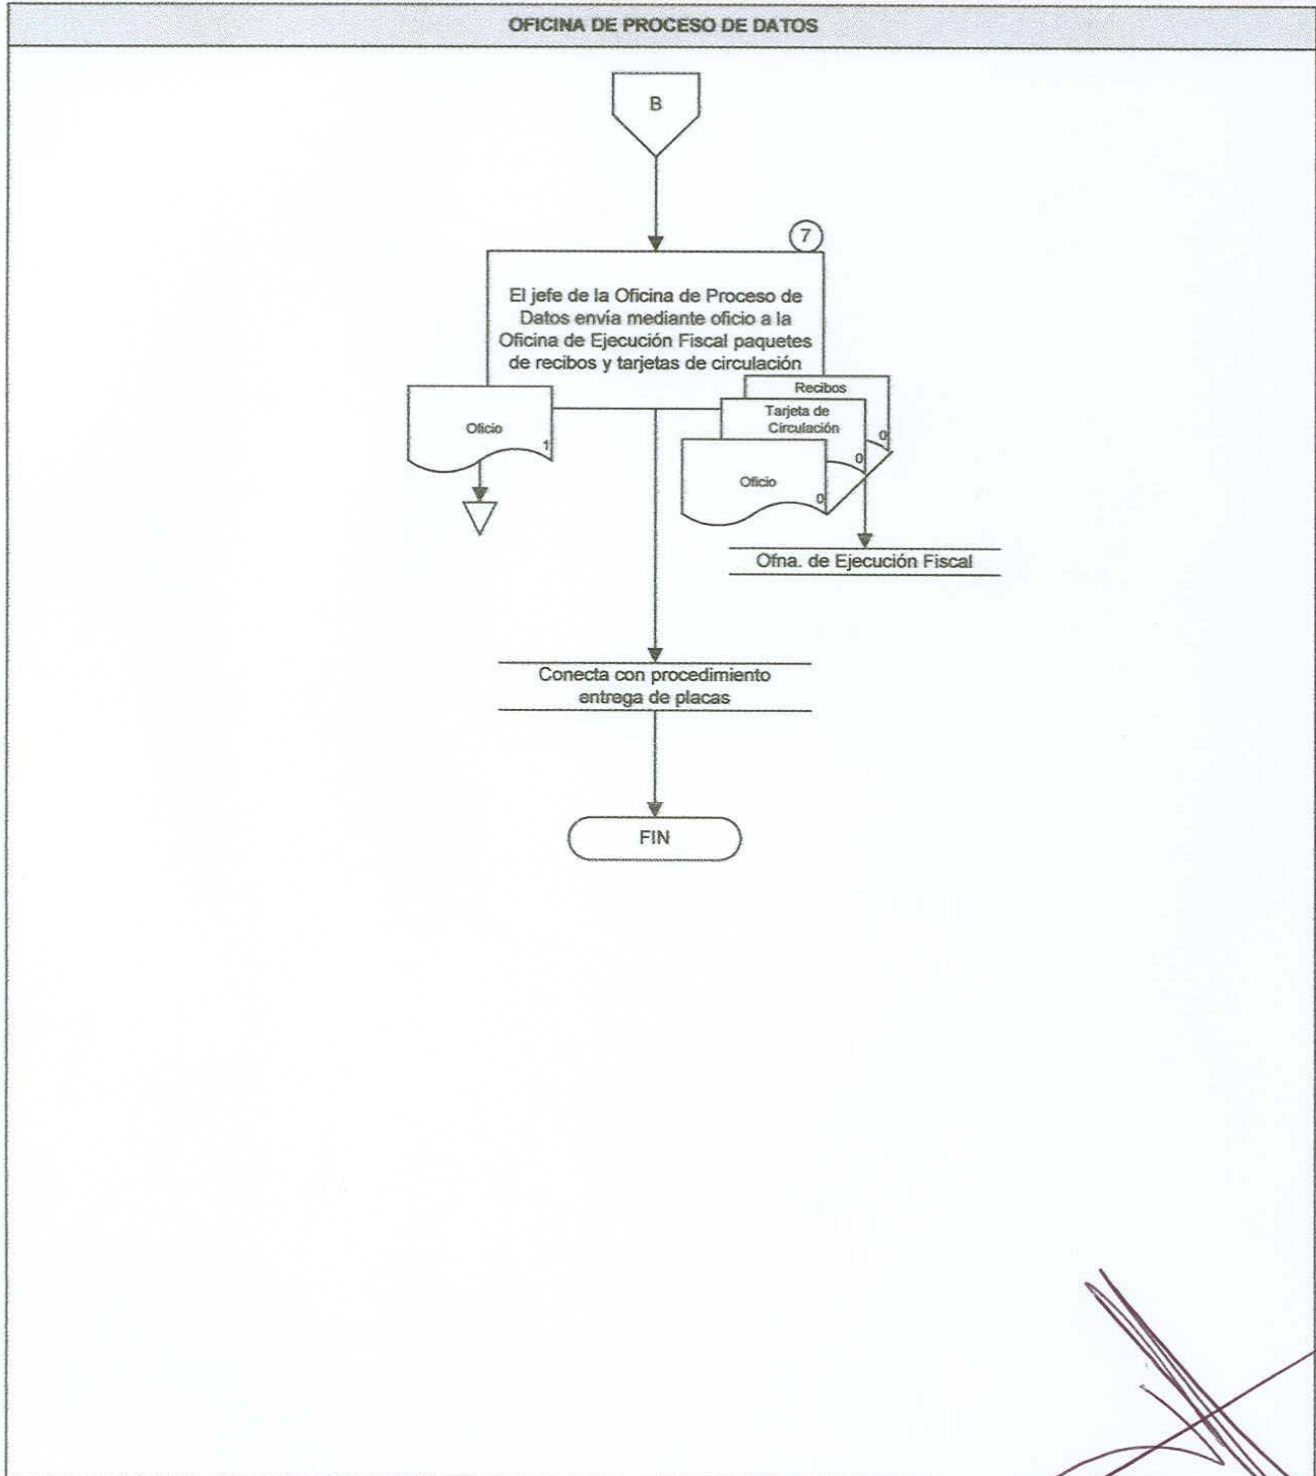 OFICINA DE PROCESO DE DATOS
B
7
El jefe de la Oficina de Proceso de
Datos envía mediante oficio a la
Oficina de Ejecución Fiscal paquetes
de recibos y tarjetas de circulación
Recibos
0
Tarjeta de
Circulación
0
Oficio
1
Oficio
0
Ofna. de Ejecución Fiscal
Conecta con procedimiento
entrega de placas
FIN